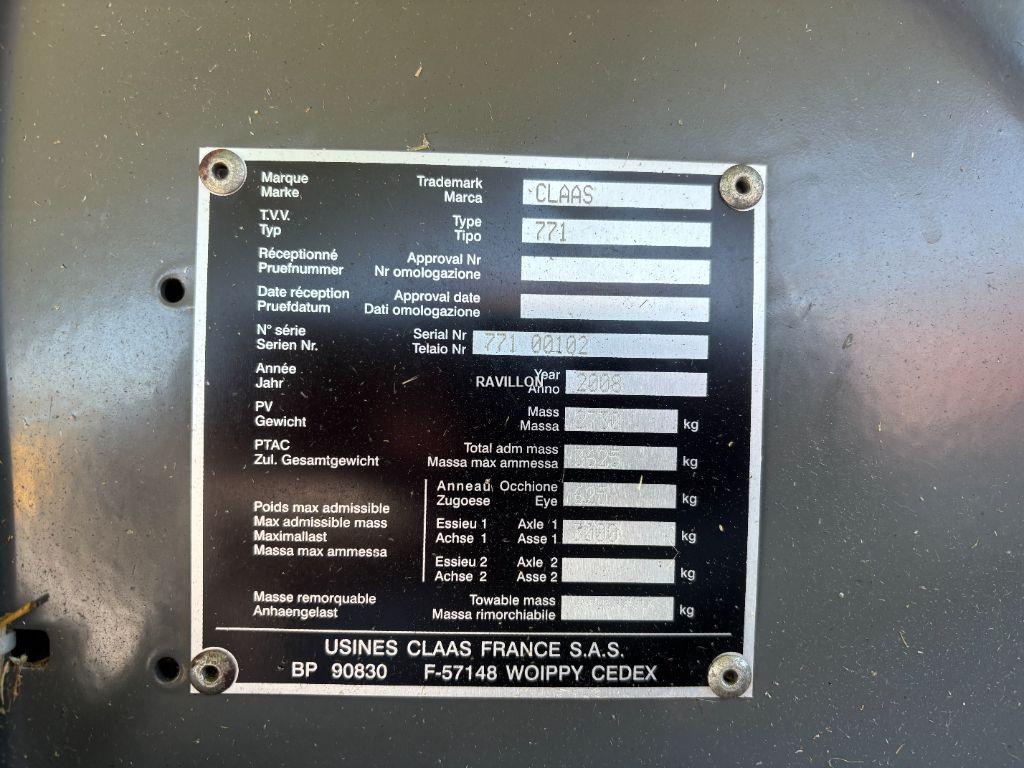 Marque Trademark CLAAS
Marke Marca
T.V.V. Type 771
Typ Tipo
Réceptionné Approval Nr
Pruefnummer Nr omologazione
Date réception Approval date
Pruefdatum Dati omologazione
N° série Serial Nr 771 00102
Serien Nr. Telaio Nr
Année Year 2008
Jahr Anno
RAVILLON
PV Mass
Gewicht Massa kg
PTAC Total adm mass
Zul. Gesamtgewicht Massa max ammessa kg
Anneau Occhione
Zugoese Eye kg
Poids max admissible
Max admissible mass
Maximallast
Massa max ammessa
Essieu 1 Axle 1
Achse 1 Asse 1 kg
Essieu 2 Axle 2
Achse 2 Asse 2 kg
Masse remorquable Towable mass
Anhaengelast Massa rimorchiabile kg
USINES CLAAS FRANCE S.A.S.
BP 90830 F-57148 WOIPPY CEDEX